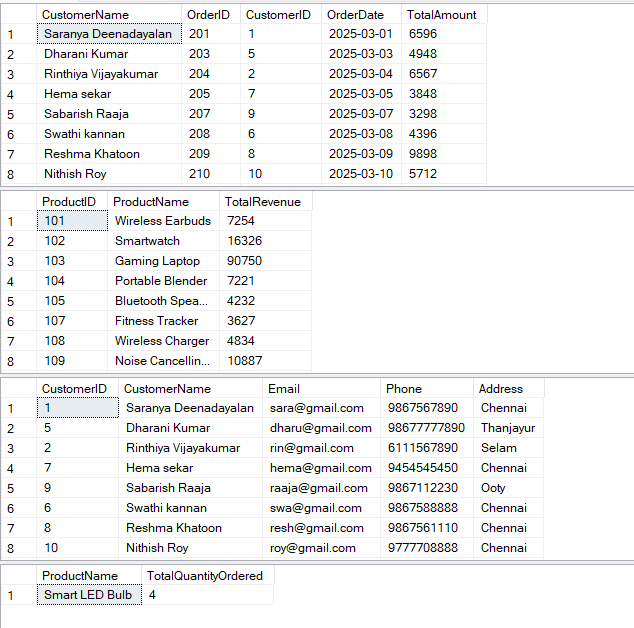 CustomerName OrderID CustomerID OrderDate TotalAmount
1 Saranya Deenadayalan 201 1 2025-03-01 6596
2 Dharani Kumar 203 5 2025-03-03 4948
3 Rinthiya Vijayakumar 204 2 2025-03-04 6567
4 Hema sekar 205 7 2025-03-05 3848
5 Sabarish Raaja 207 9 2025-03-07 3298
6 Swathi kannan 208 6 2025-03-08 4396
7 Reshma Khatoon 209 8 2025-03-09 9898
8 Nithish Roy 210 10 2025-03-10 5712
ProductID ProductName TotalRevenue
1 101 Wireless Earbuds 7254
2 102 Smartwatch 16326
3 103 Gaming Laptop 90750
4 104 Portable Blender 7221
5 105 Bluetooth Spea... 4232
6 107 Fitness Tracker 3627
7 108 Wireless Charger 4834
8 109 Noise Cancellin... 10887
CustomerID CustomerName Email Phone Address
1 1 Saranya Deenadayalan sara@gmail.com 9867567890 Chennai
2 5 Dharani Kumar dharu@gmail.com 98677777890 Thanjayur
3 2 Rinthiya Vijayakumar rin@gmail.com 6111567890 Selam
4 7 Hema sekar hema@gmail.com 9454545450 Chennai
5 9 Sabarish Raaja raaja@gmail.com 9867112230 Ooty
6 6 Swathi kannan swa@gmail.com 9867588888 Chennai
7 8 Reshma Khatoon resh@gmail.com 9867561110 Chennai
8 10 Nithish Roy roy@gmail.com 9777708888 Chennai
ProductName TotalQuantityOrdered
1 Smart LED Bulb 4